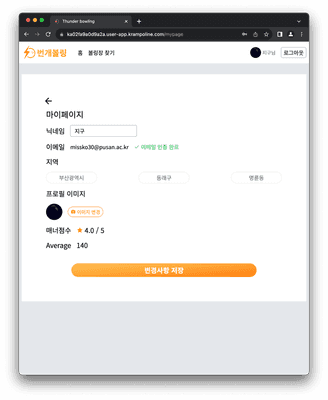 Thunder bowling
ka02fa9a0d9a2a.user-app.krampoline.com/mypage
번개볼링
홈 볼링장 찾기
지구님 로그아웃
마이페이지
닉네임 지구
이메일 missko30@pusan.ac.kr ✓ 이메일 인증 완료
지역
부산광역시 동래구 명륜동
프로필 이미지
이미지 변경
매너점수 ★ 4.0 / 5
Average 140
변경사항 저장